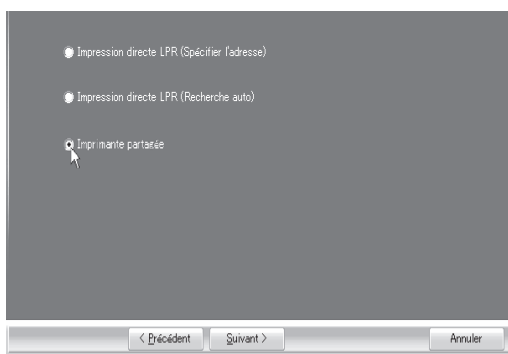 Impression directe LPR (Spécifier l'adresse)
Impression directe LPR (Recherche auto)
Imprimante partagée
< Précédent
Suivant >
Annuler